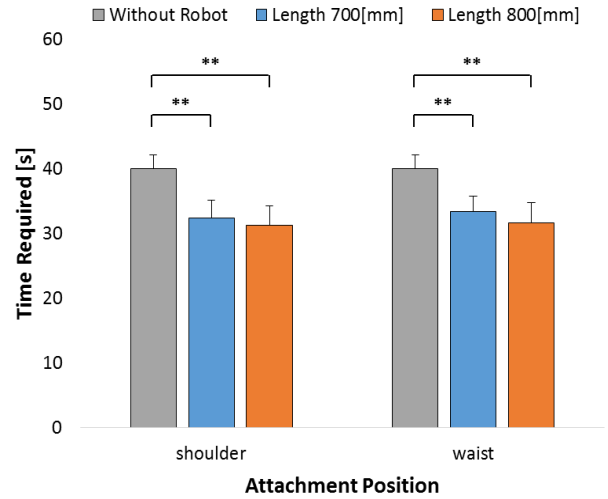 Without Robot Length 700[mm] Length 800[mm]
60
50
40
30
20
10
0
Time Required [s]
** **
** **
shoulder waist
Attachment Position